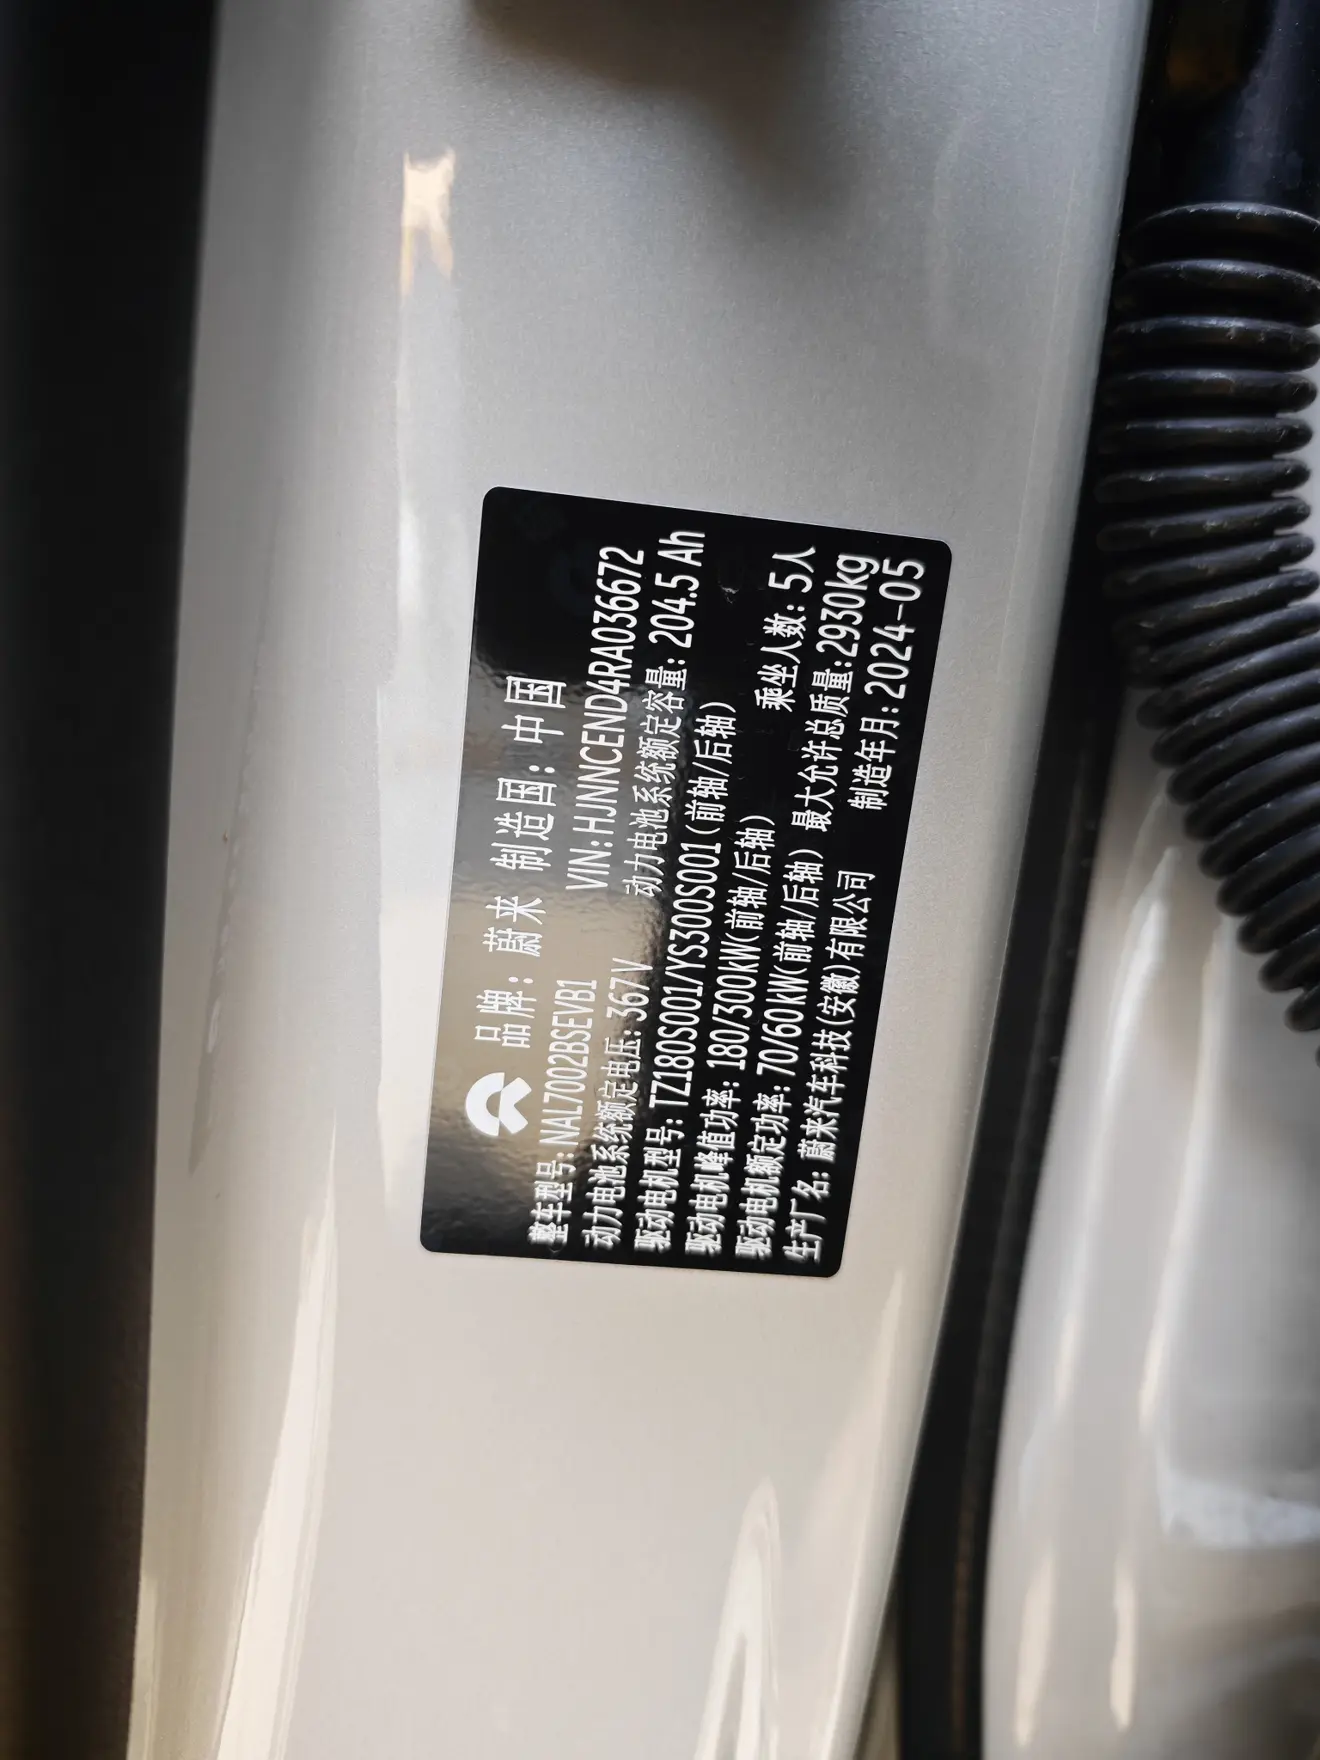 品牌：蔚来 制造国：中国
整车型号：NAL7002BSEVB1 VIN:HJNNCEND4RA036672
动力电池系统额定电压：367 V 动力电池系统额定容量：204.5 Ah
驱动电机型号：TZ180S001/YS300S001(前轴/后轴)
驱动电机峰值功率：180/300kW(前轴/后轴) 乘坐人数：5人
驱动电机额定功率：70/60kW(前轴/后轴) 最大允许总质量:2930kg
生产厂名：蔚来汽车科技(安徽)有限公司 制造年月:2024-05